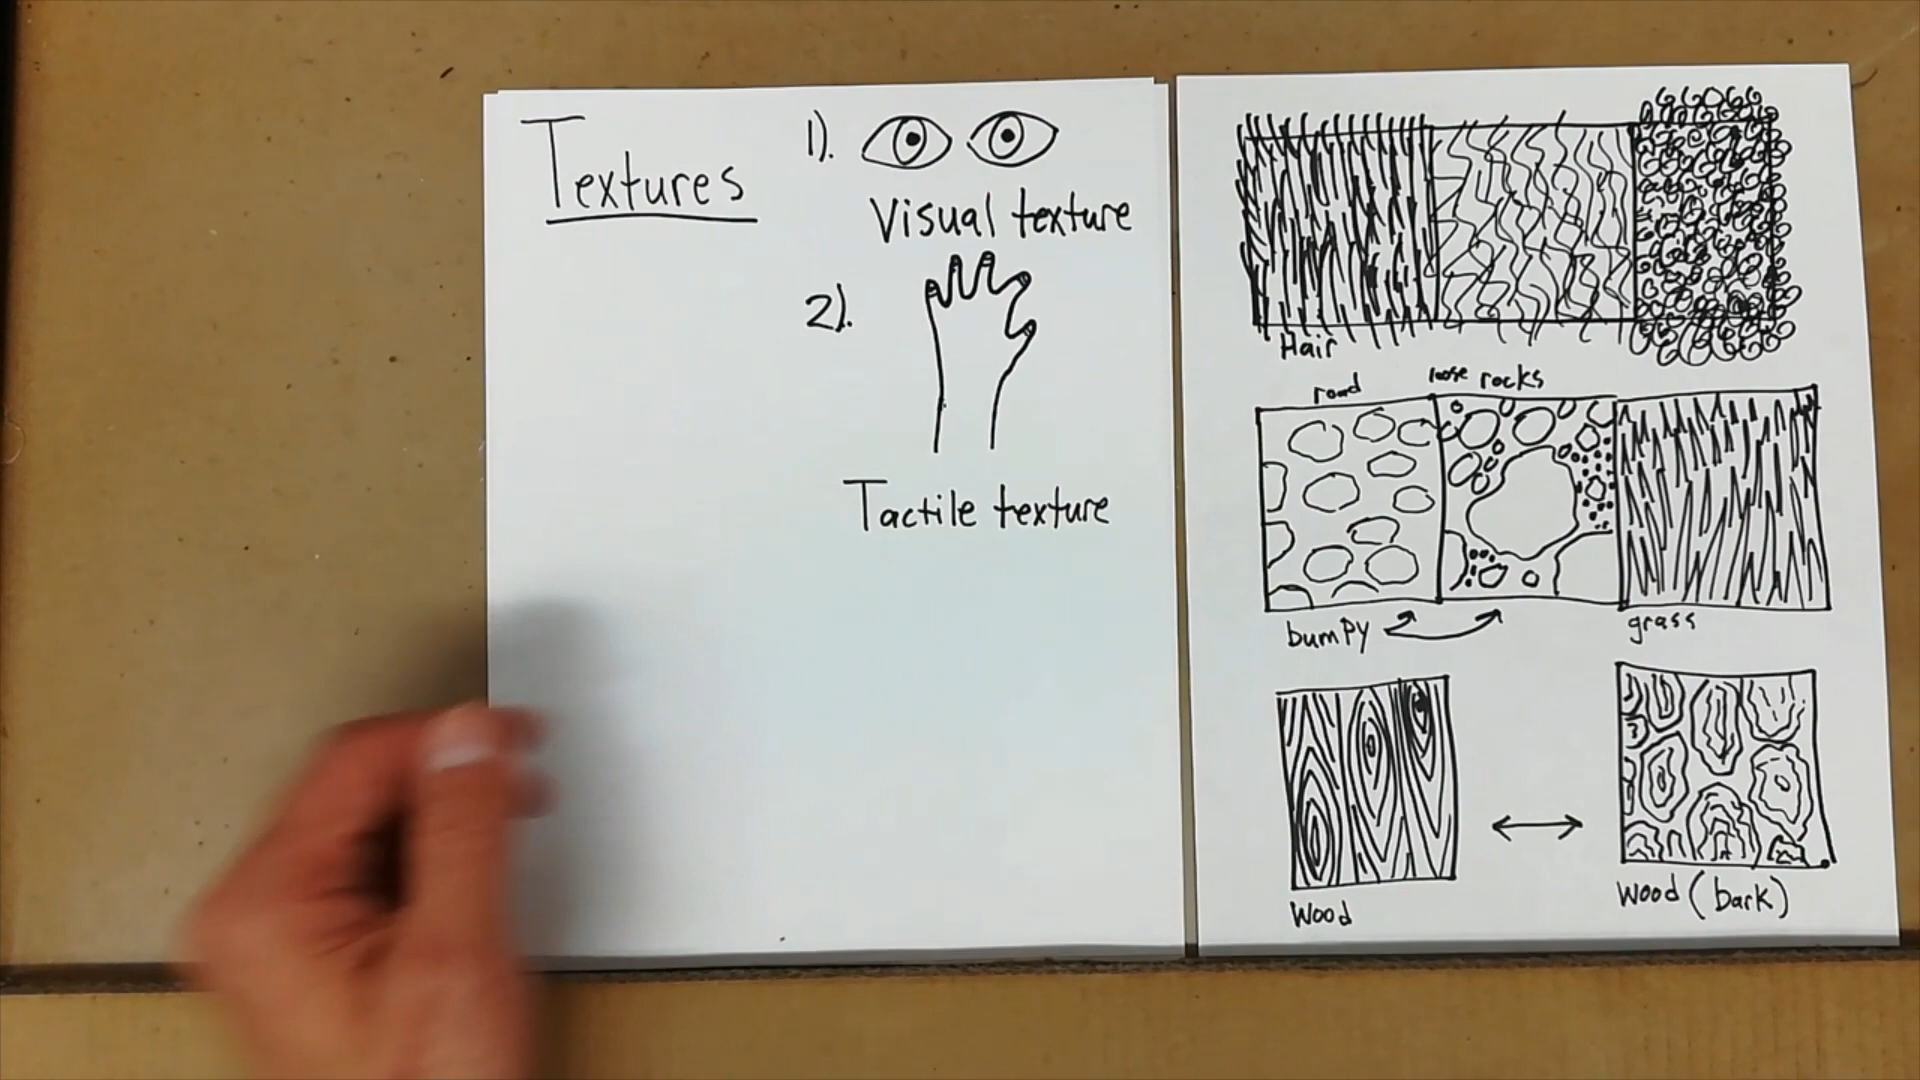 Textures
1).
Visual texture
2).
Tactile texture
Hair
road
loose rocks
bumPy
grass
Wood
Wood (bark)